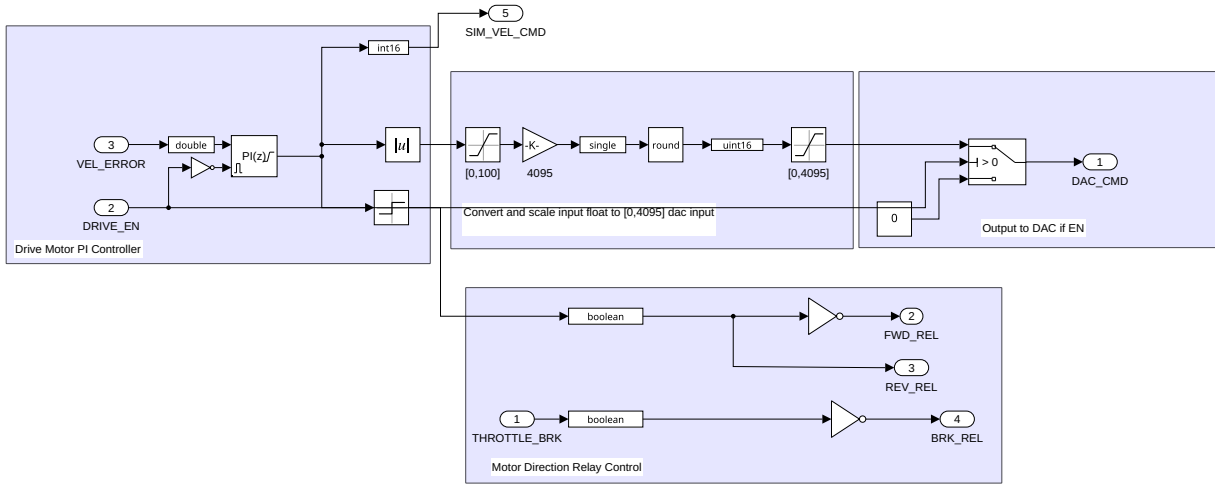 5
SIM_VEL_CMD
int16
3
VEL_ERROR
double
PI(z)
2
DRIVE_EN
Drive Motor PI Controller
|u|
[0,100]
-K-
4095
single
round
uint16
[0,4095]
Convert and scale input float to [0,4095] dac input
0
> 0
1
DAC_CMD
Output to DAC if EN
boolean
2
FWD_REL
3
REV_REL
1
THROTTLE_BRK
boolean
4
BRK_REL
Motor Direction Relay Control